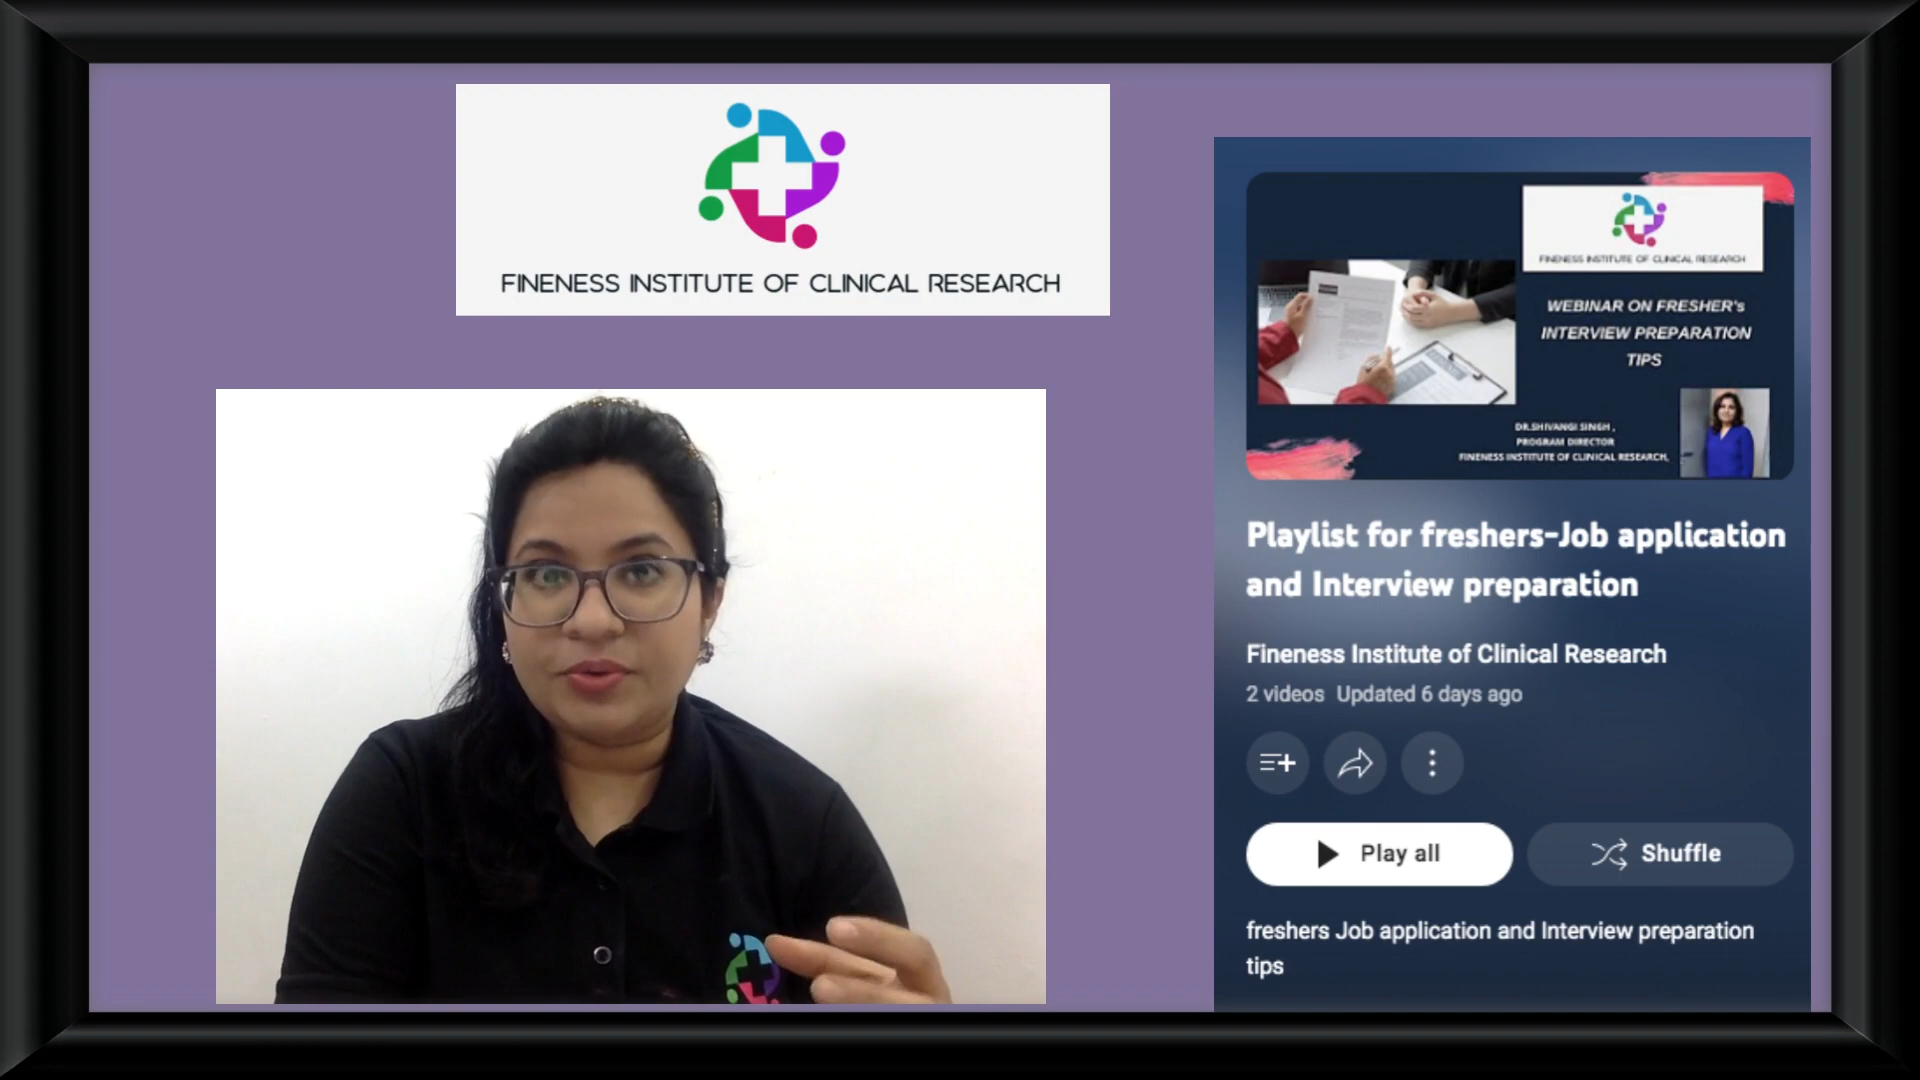 FINENESS INSTITUTE OF CLINICAL RESEARCH
FINENESS INSTITUTE OF CLINICAL RESEARCH
WEBINAR ON FRESHER's
INTERVIEW PREPARATION
TIPS
DR.SHIVANGI SINGH ,
PROGRAM DIRECTOR
FINENESS INSTITUTE OF CLINICAL RESEARCH,
Playlist for freshers-Job application
and Interview preparation
Fineness Institute of Clinical Research
2 videos Updated 6 days ago
Play all
Shuffle
freshers Job application and Interview preparation
tips